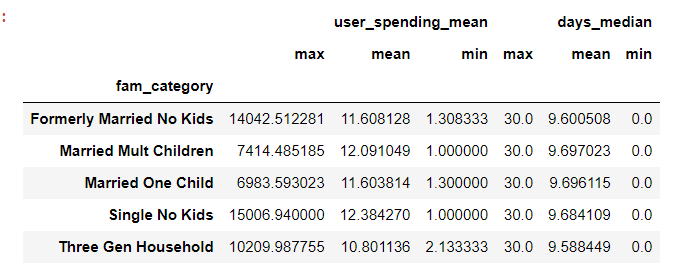 :
user_spending_mean days_median
max mean min max mean min
fam_category
Formerly Married No Kids 14042.512281 11.608128 1.308333 30.0 9.600508 0.0
Married Mult Children 7414.485185 12.091049 1.000000 30.0 9.697023 0.0
Married One Child 6983.593023 11.603814 1.300000 30.0 9.696115 0.0
Single No Kids 15006.940000 12.384270 1.000000 30.0 9.684109 0.0
Three Gen Household 10209.987755 10.801136 2.133333 30.0 9.588449 0.0